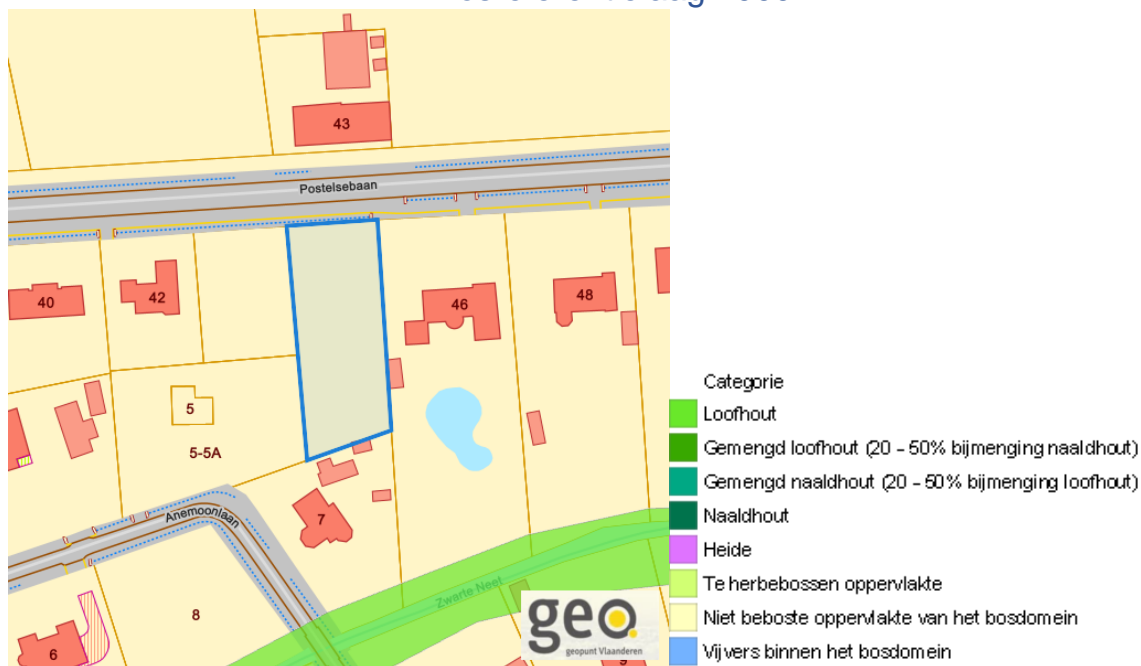 43
Postelsebaan
40
42
46
48
5
5-5A
7
Anemoonlaan
Zwarte Neet
8
6
9
geo
geopunt Vlaanderen
Categorie
Loofhout
Gemengd loofhout (20 - 50% bijmenging naaldhout)
Gemengd naaldhout (20 - 50% bijmenging loofhout)
Naaldhout
Heide
Te herbebossen oppervlakte
Niet beboste oppervlakte van het bosdomein
Vijvers binnen het bosdomein